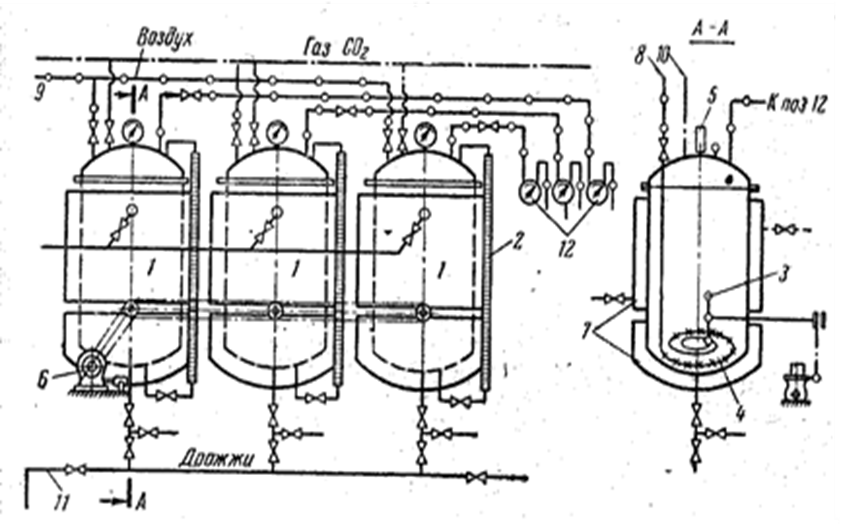 Воздух
Газ CO₂
А-А
9
А
8
10
5
К поз 12
1
1
1
2
12
3
7
6
4
Дрожжи
11
А